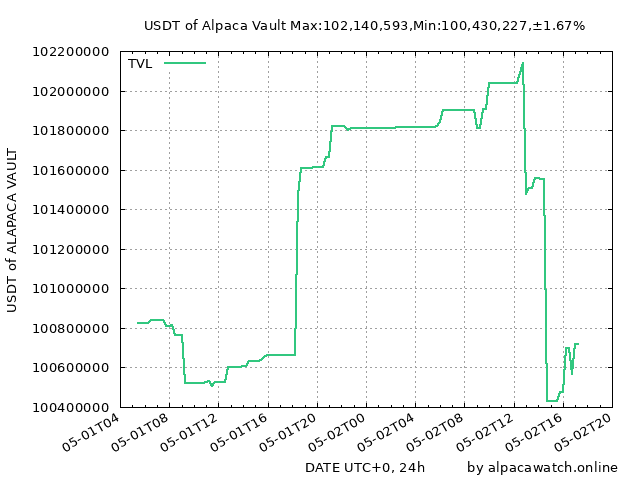 USDT of Alpaca Vault Max:102,140,593,Min:100,430,227,±1.67%
TVL
102200000
102000000
101800000
101600000
101400000
101200000
101000000
100800000
100600000
100400000
USDT of ALAPACA VAULT
05-01T04
05-01T08
05-01T12
05-01T16
05-01T20
05-02T00
05-02T04
05-02T08
05-02T12
05-02T16
05-02T20
DATE UTC+0, 24h
by alpacawatch.online